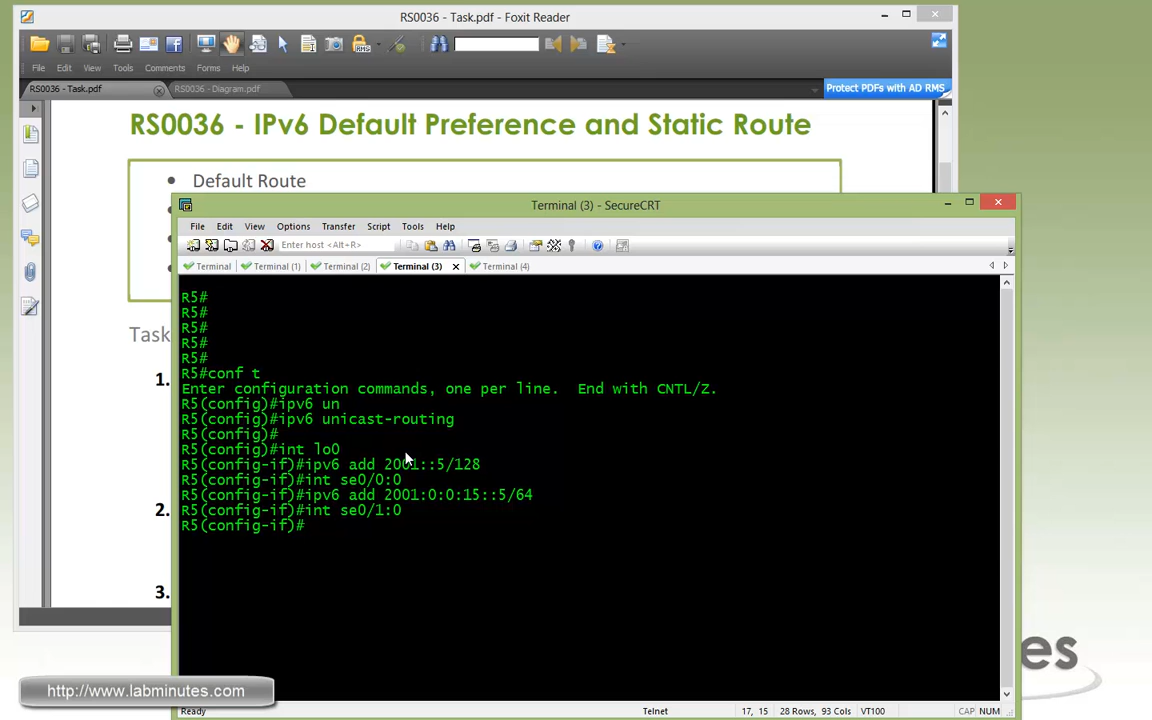 RS0036 - Task.pdf - Foxit Reader
File Edit View Tools Comments Forms Help
RS0036 - Task.pdf RS0036 - Diagram.pdf Protect PDFs with AD RMS
RS0036 - IPv6 Default Preference and Static Route
• Default Route
Terminal (3) - SecureCRT
File Edit View Options Transfer Script Tools Help
Enter host <Alt+R>
Terminal Terminal (1) Terminal (2) Terminal (3) Terminal (4)
R5#
R5#
R5#
R5#
R5#
R5#conf t
Enter configuration commands, one per line.  End with CNTL/Z.
R5(config)#ipv6 un
R5(config)#ipv6 unicast-routing
R5(config)#
R5(config)#int lo0
R5(config-if)#ipv6 add 2001::5/128
R5(config-if)#int se0/0:0
R5(config-if)#ipv6 add 2001:0:0:15::5/64
R5(config-if)#int se0/1:0
R5(config-if)#
Task
1.
2.
3.
es
http://www.labminutes.com
Ready Telnet 17, 15 28 Rows, 93 Cols VT100 CAP NUM